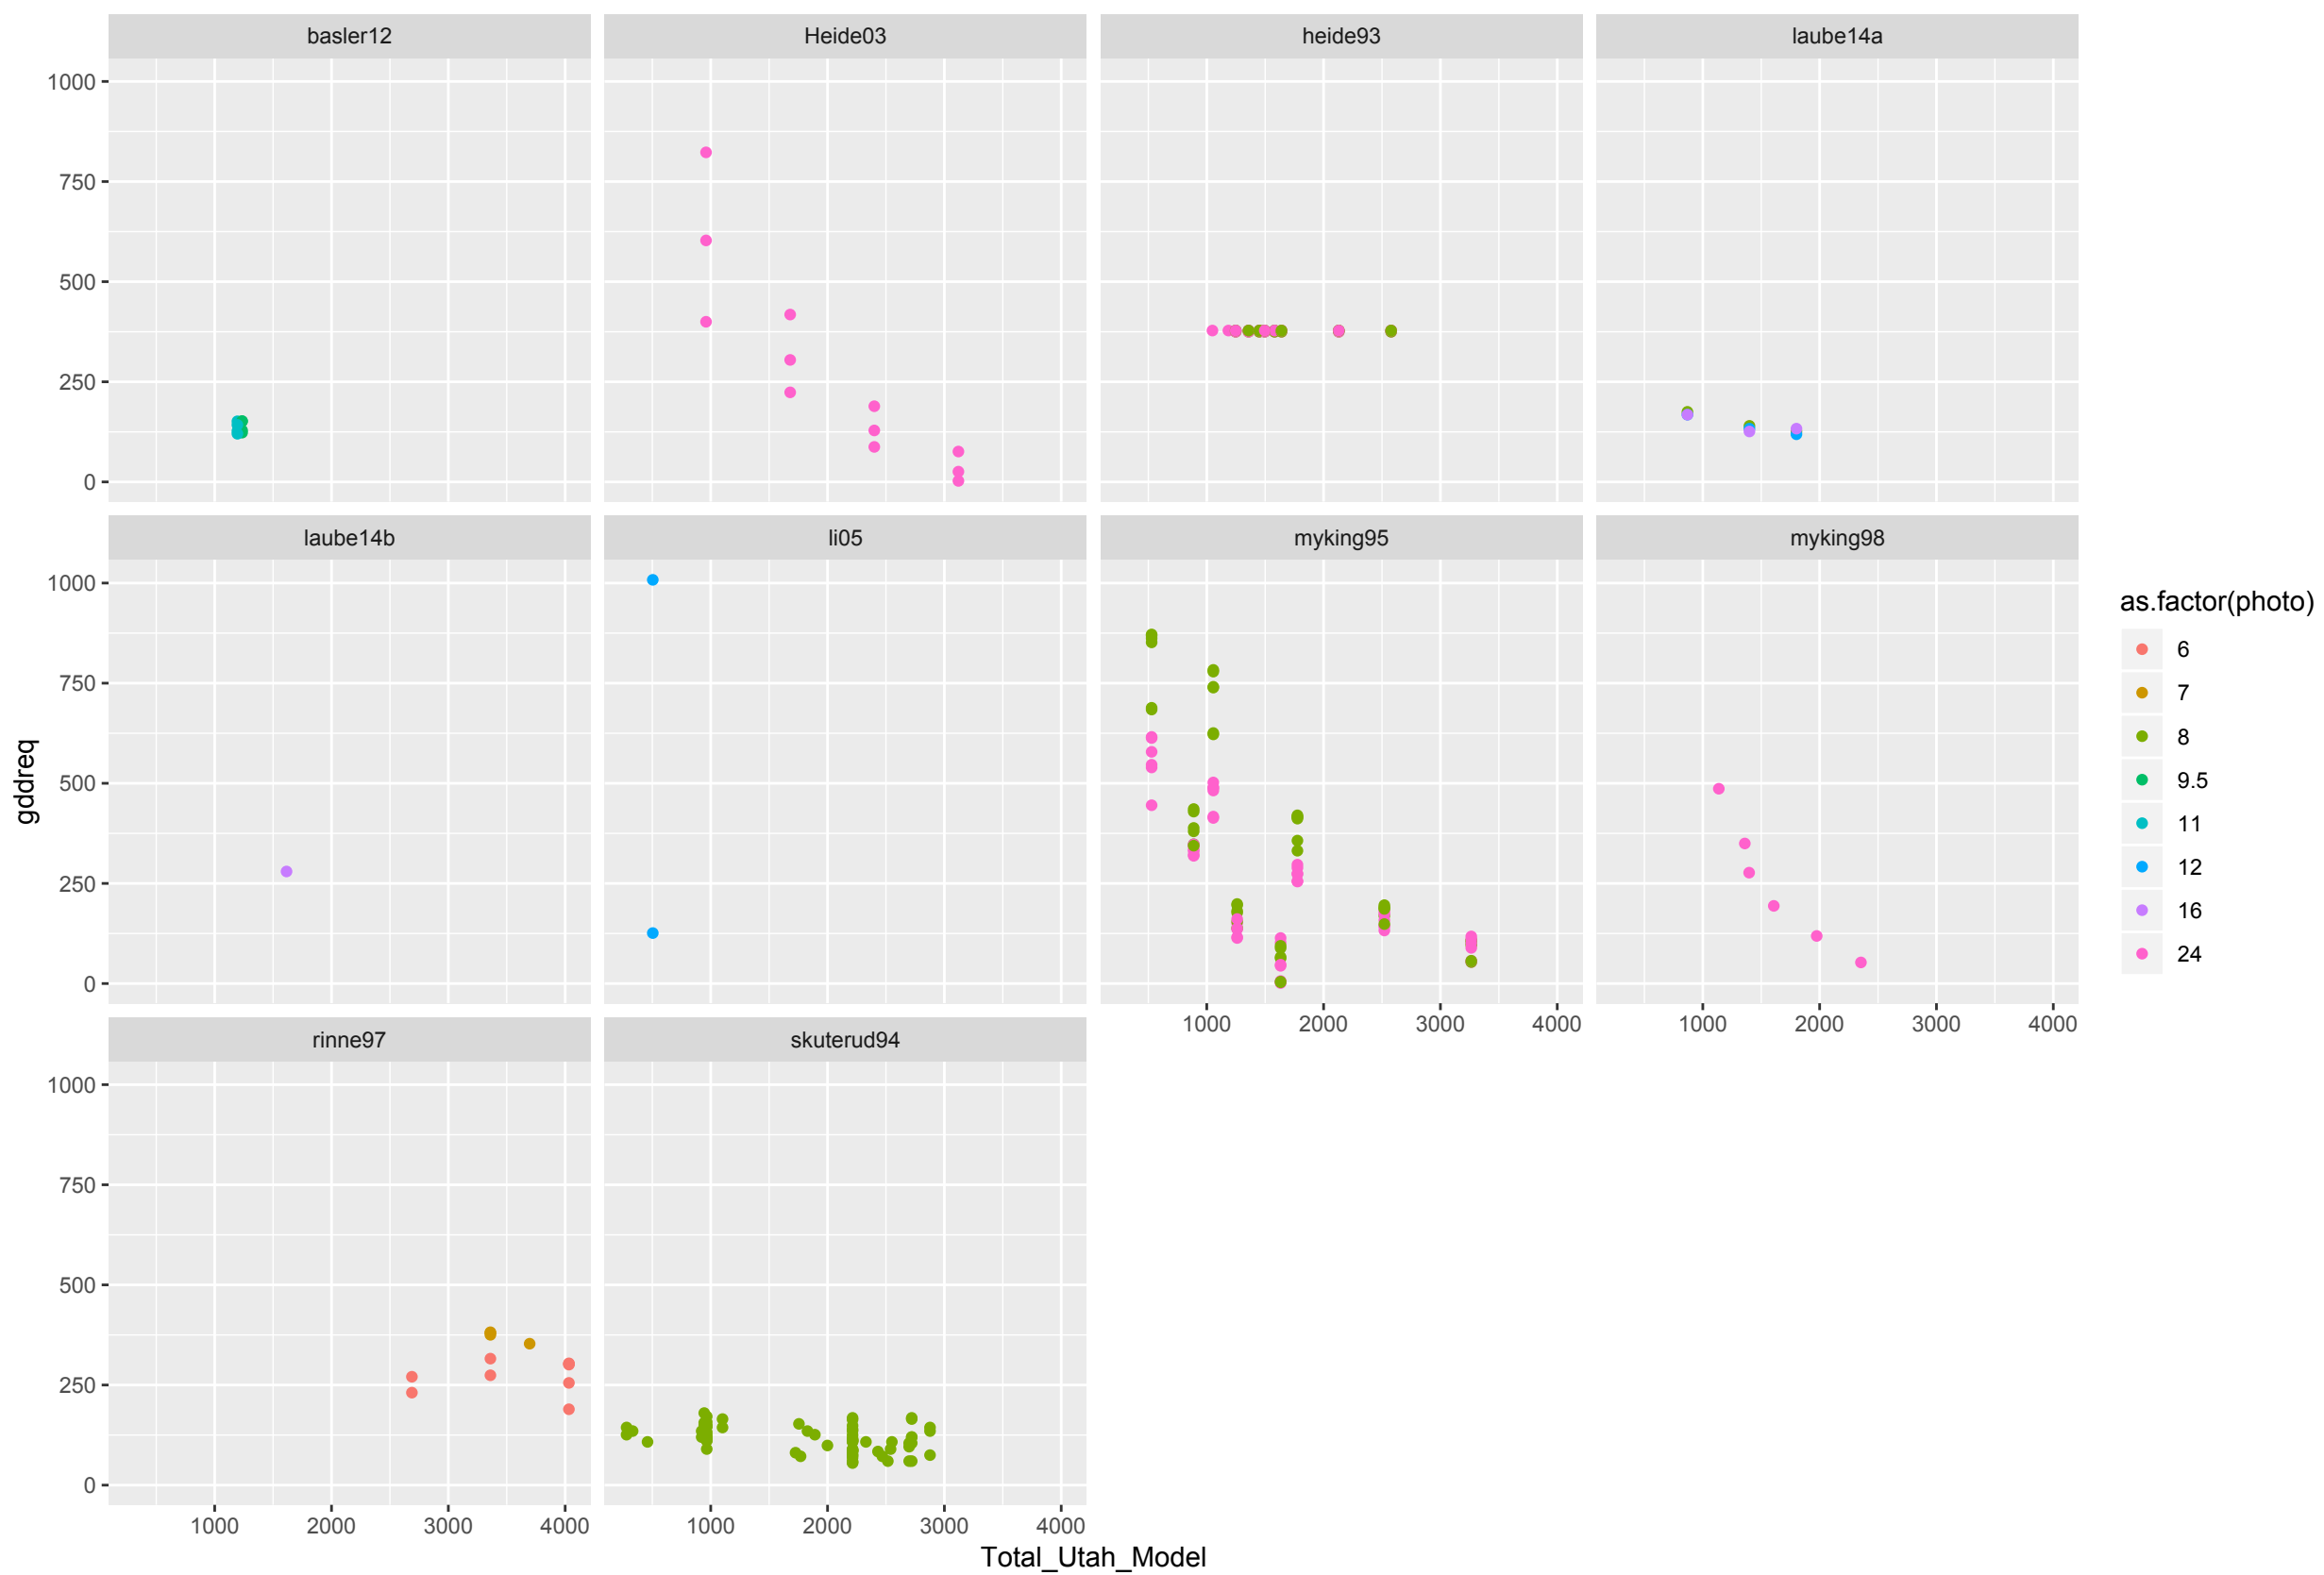 basler12 Heide03 heide93 laube14a
1000
750
500
250
0
laube14b li05 myking95 myking98
1000
750
500
250
0
1000 2000 3000 4000 1000 2000 3000 4000
rinne97 skuterud94
1000
750
500
250
0
1000 2000 3000 4000 1000 2000 3000 4000
Total_Utah_Model
gddreq
as.factor(photo)
6
7
8
9.5
11
12
16
24